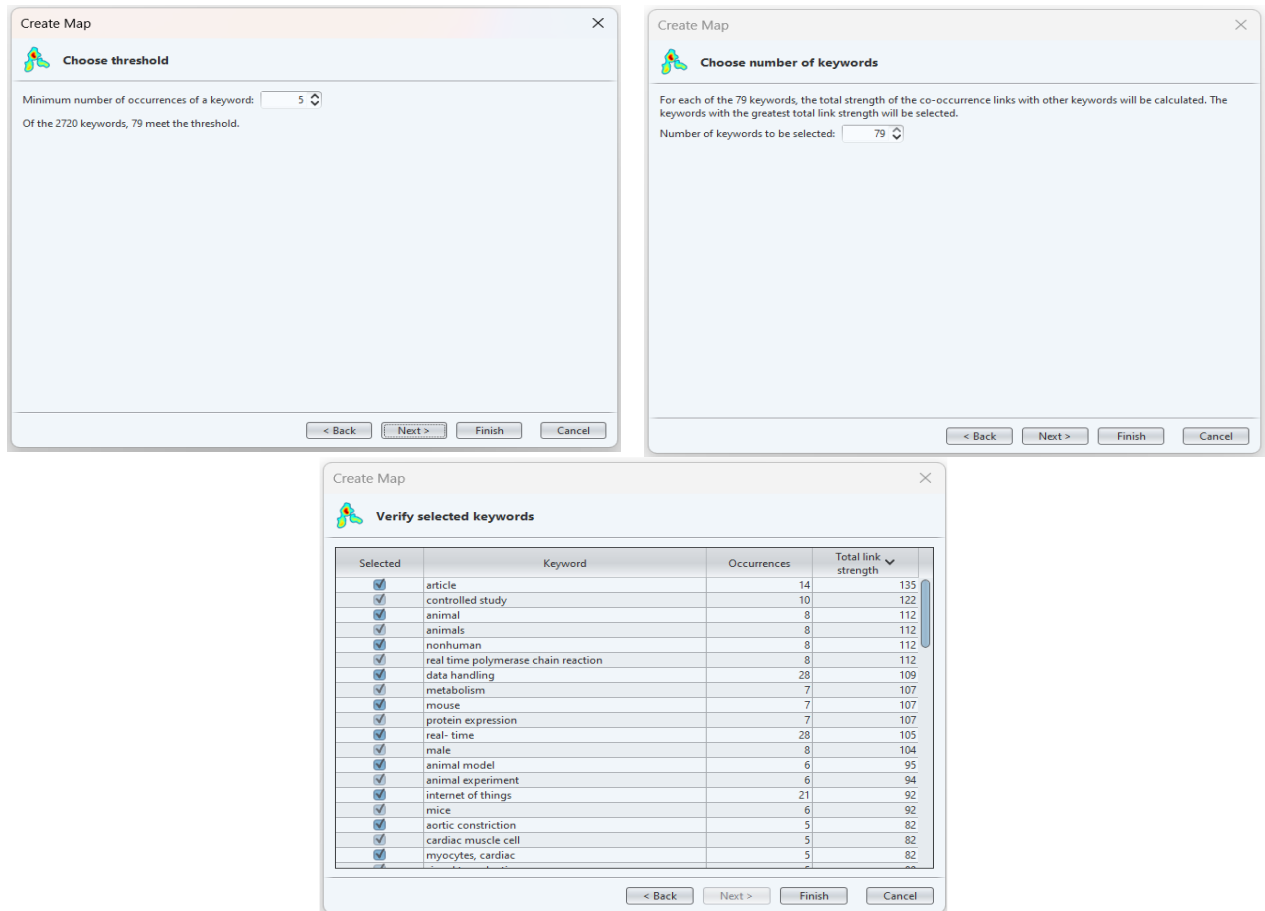 Create Map
Choose threshold
Minimum number of occurrences of a keyword: 5
Of the 2720 keywords, 79 meet the threshold.
< Back Next > Finish Cancel
Create Map
Choose number of keywords
For each of the 79 keywords, the total strength of the co-occurrence links with other keywords will be calculated. The
keywords with the greatest total link strength will be selected.
Number of keywords to be selected: 79
< Back Next > Finish Cancel
Create Map
Verify selected keywords
Selected Keyword Occurrences Total link
strength
article 14 135
controlled study 10 122
animal 8 112
animals 8 112
nonhuman 8 112
real time polymerase chain reaction 8 112
data handling 28 109
metabolism 7 107
mouse 7 107
protein expression 7 107
real- time 28 105
male 8 104
animal model 6 95
animal experiment 6 94
internet of things 21 92
mice 6 92
aortic constriction 5 82
cardiac muscle cell 5 82
myocytes, cardiac 5 82
< Back Next > Finish Cancel